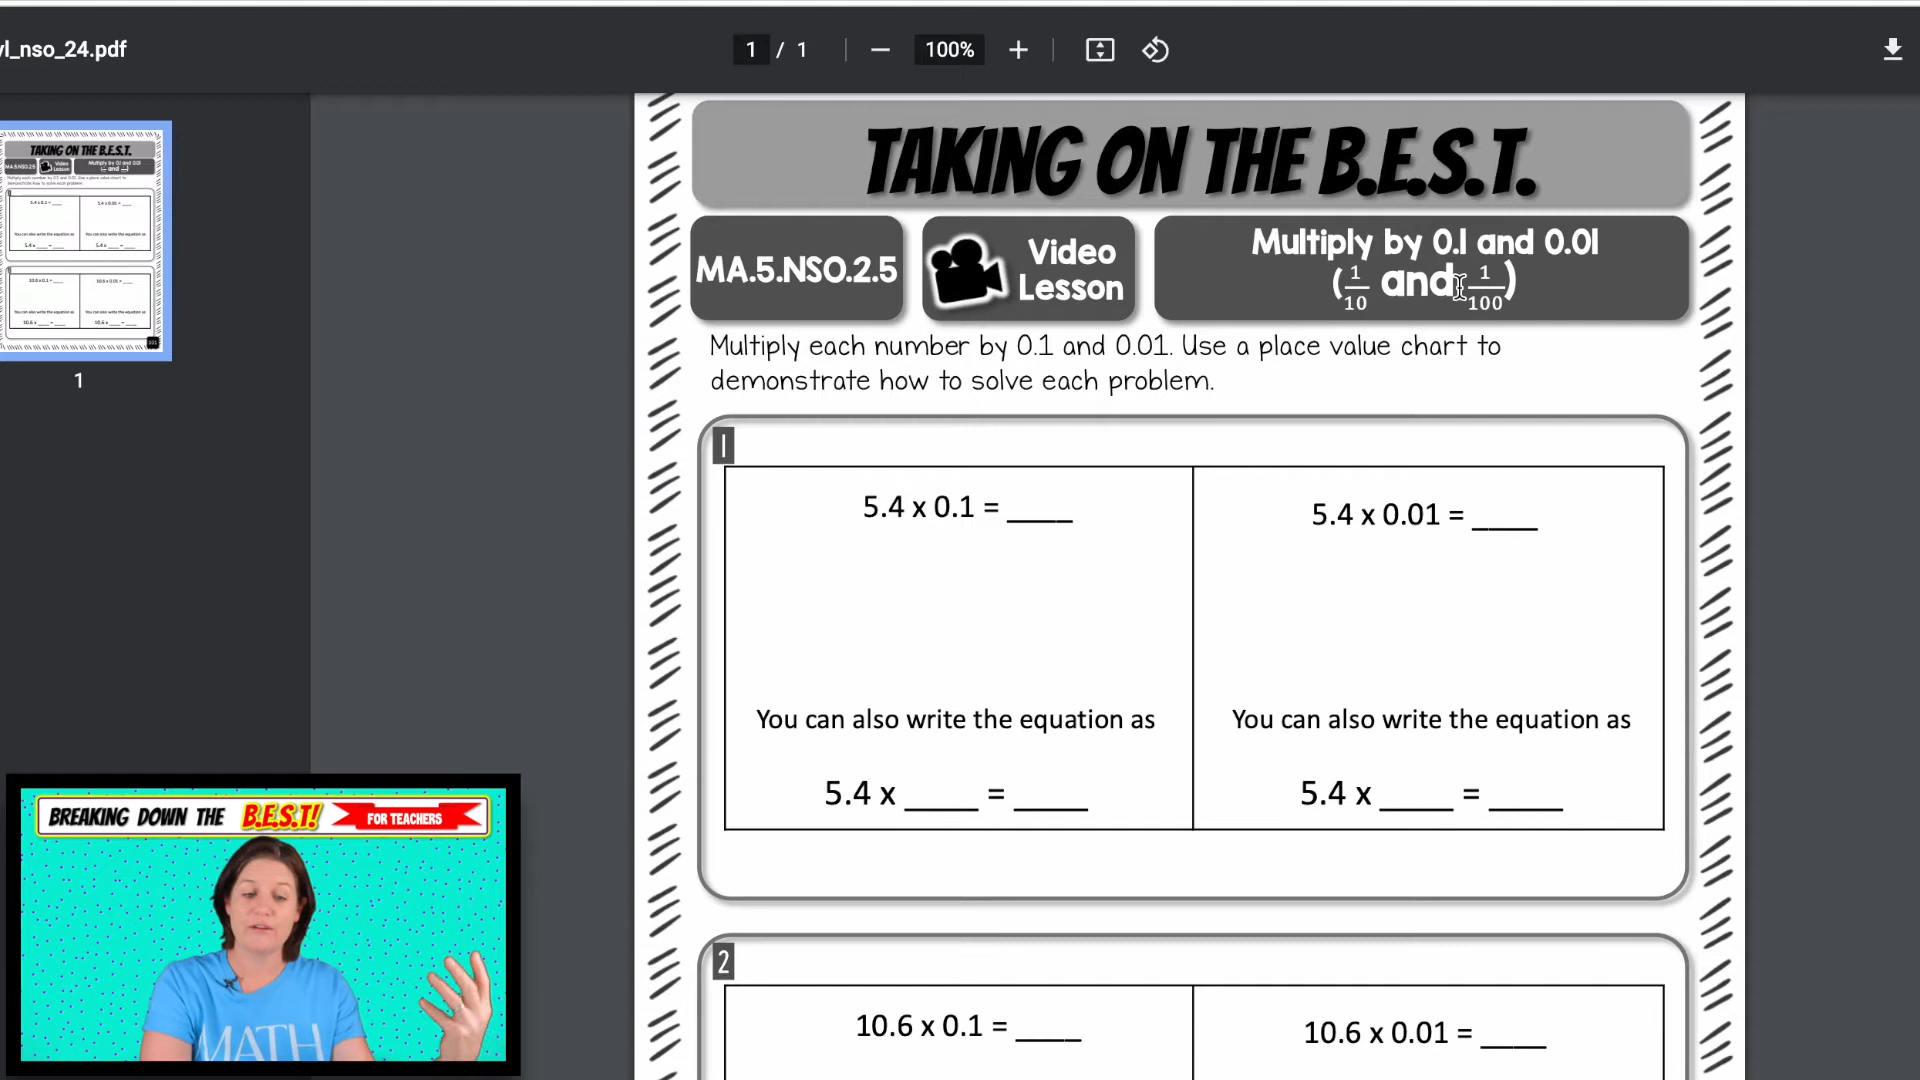 yl_nso_24.pdf
1 / 1
100%
TAKING ON THE B.E.S.T.
MA.5.NSO.2.5
Video
Lesson
Multiply by 0.1 and 0.01
(1/10 and 1/100)
Multiply each number by 0.1 and 0.01. Use a place value chart to
demonstrate how to solve each problem.
1
5.4 x 0.1 = ____
5.4 x 0.01 = ____
You can also write the equation as
You can also write the equation as
5.4 x ____ = ____
5.4 x ____ = ____
2
10.6 x 0.1 = ____
10.6 x 0.01 = ____
1
BREAKING DOWN THE B.E.S.T! FOR TEACHERS
MATH